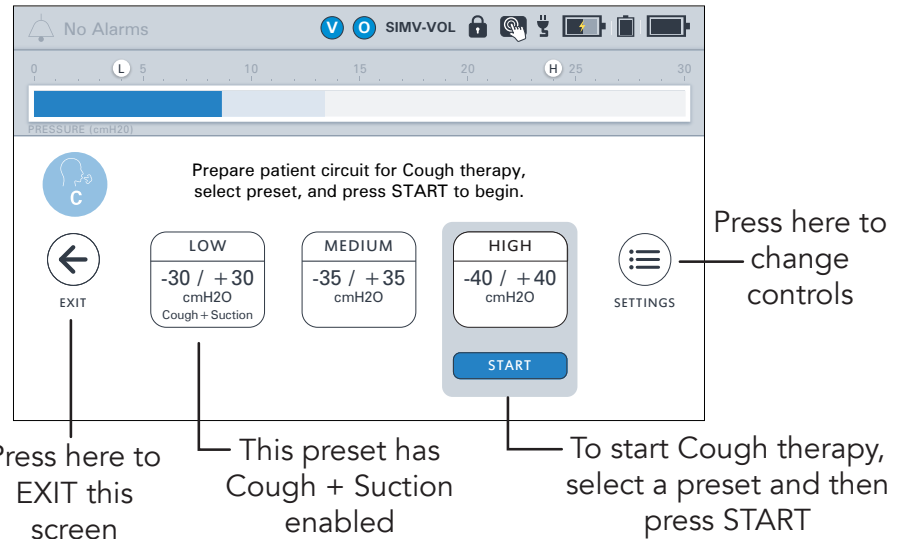 No Alarms
V O SIMV-VOL
0 L 5 10 15 20 H 25 30
PRESSURE (cmH20)
Prepare patient circuit for Cough therapy,
select preset, and press START to begin.
C
EXIT
LOW
-30 / +30
cmH2O
Cough+Suction
MEDIUM
-35 / +35
cmH2O
HIGH
-40 / +40
cmH2O
START
SETTINGS
Press here to
change
controls
Press here to
EXIT this
screen
This preset has
Cough + Suction
enabled
To start Cough therapy,
select a preset and then
press START